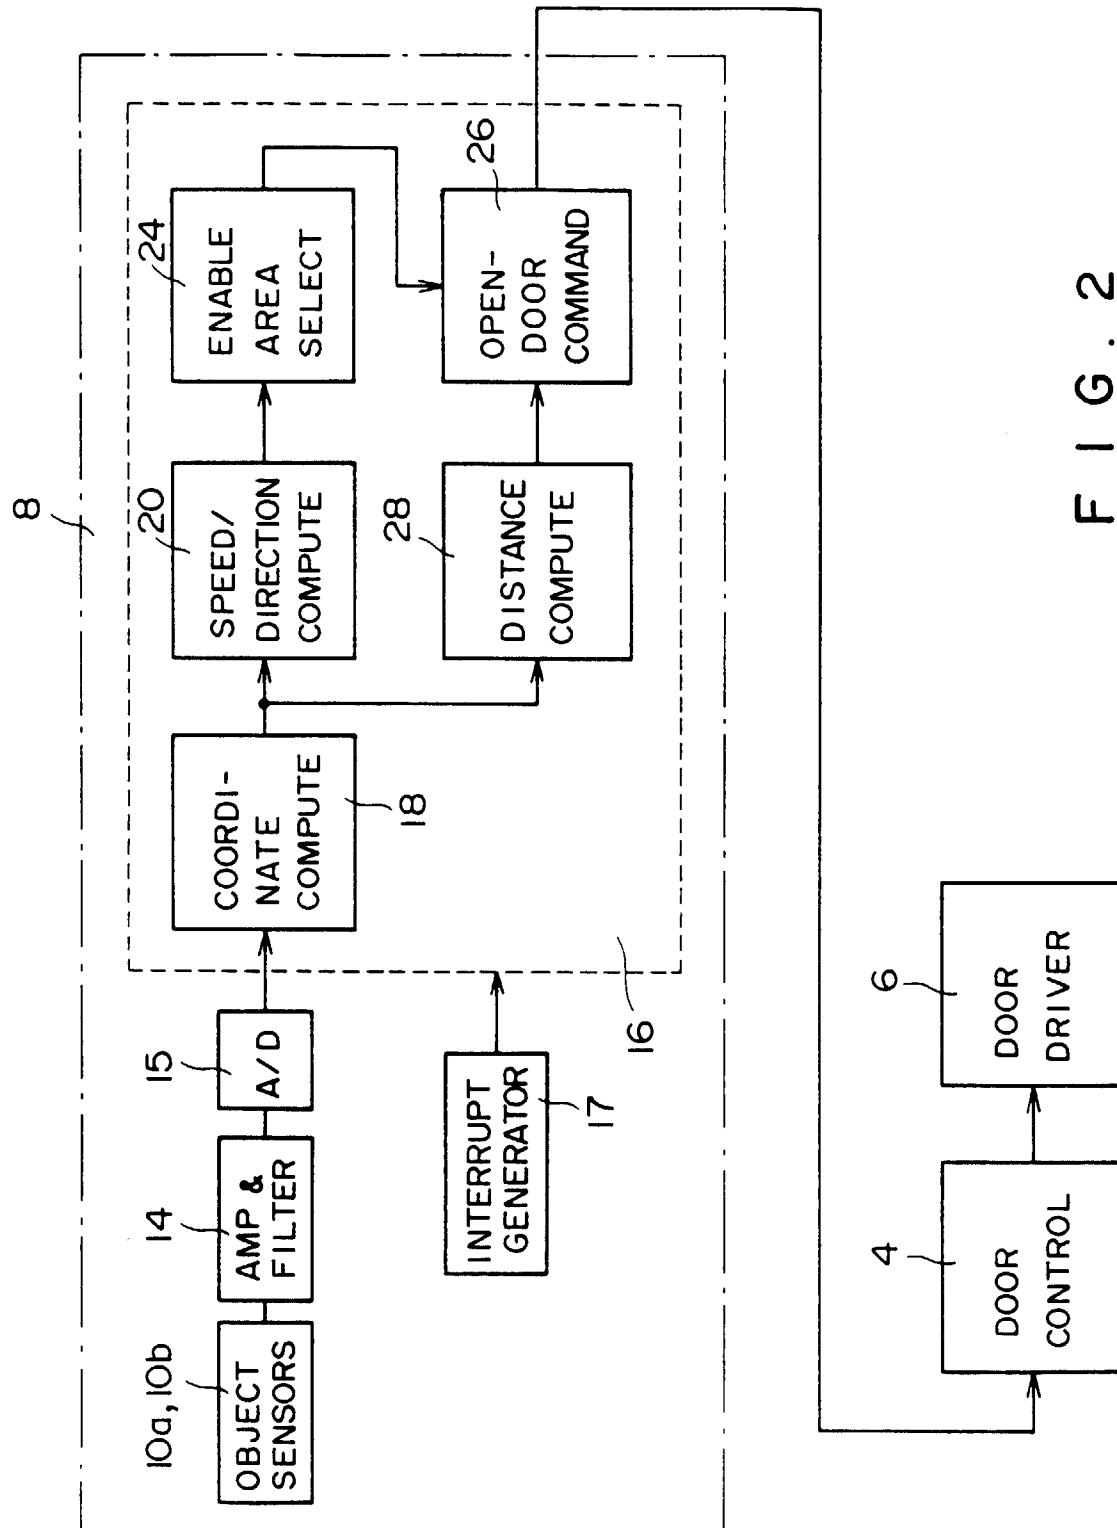 8
10a, 10b
OBJECT
SENSORS
14
AMP &
FILTER
15
A/D
18
COORDI-
NATE
COMPUTE
20
SPEED/
DIRECTION
COMPUTE
24
ENABLE
AREA
SELECT
28
DISTANCE
COMPUTE
26
OPEN-
DOOR
COMMAND
INTERRUPT
GENERATOR
17
16
4
DOOR
CONTROL
6
DOOR
DRIVER
FIG. 2